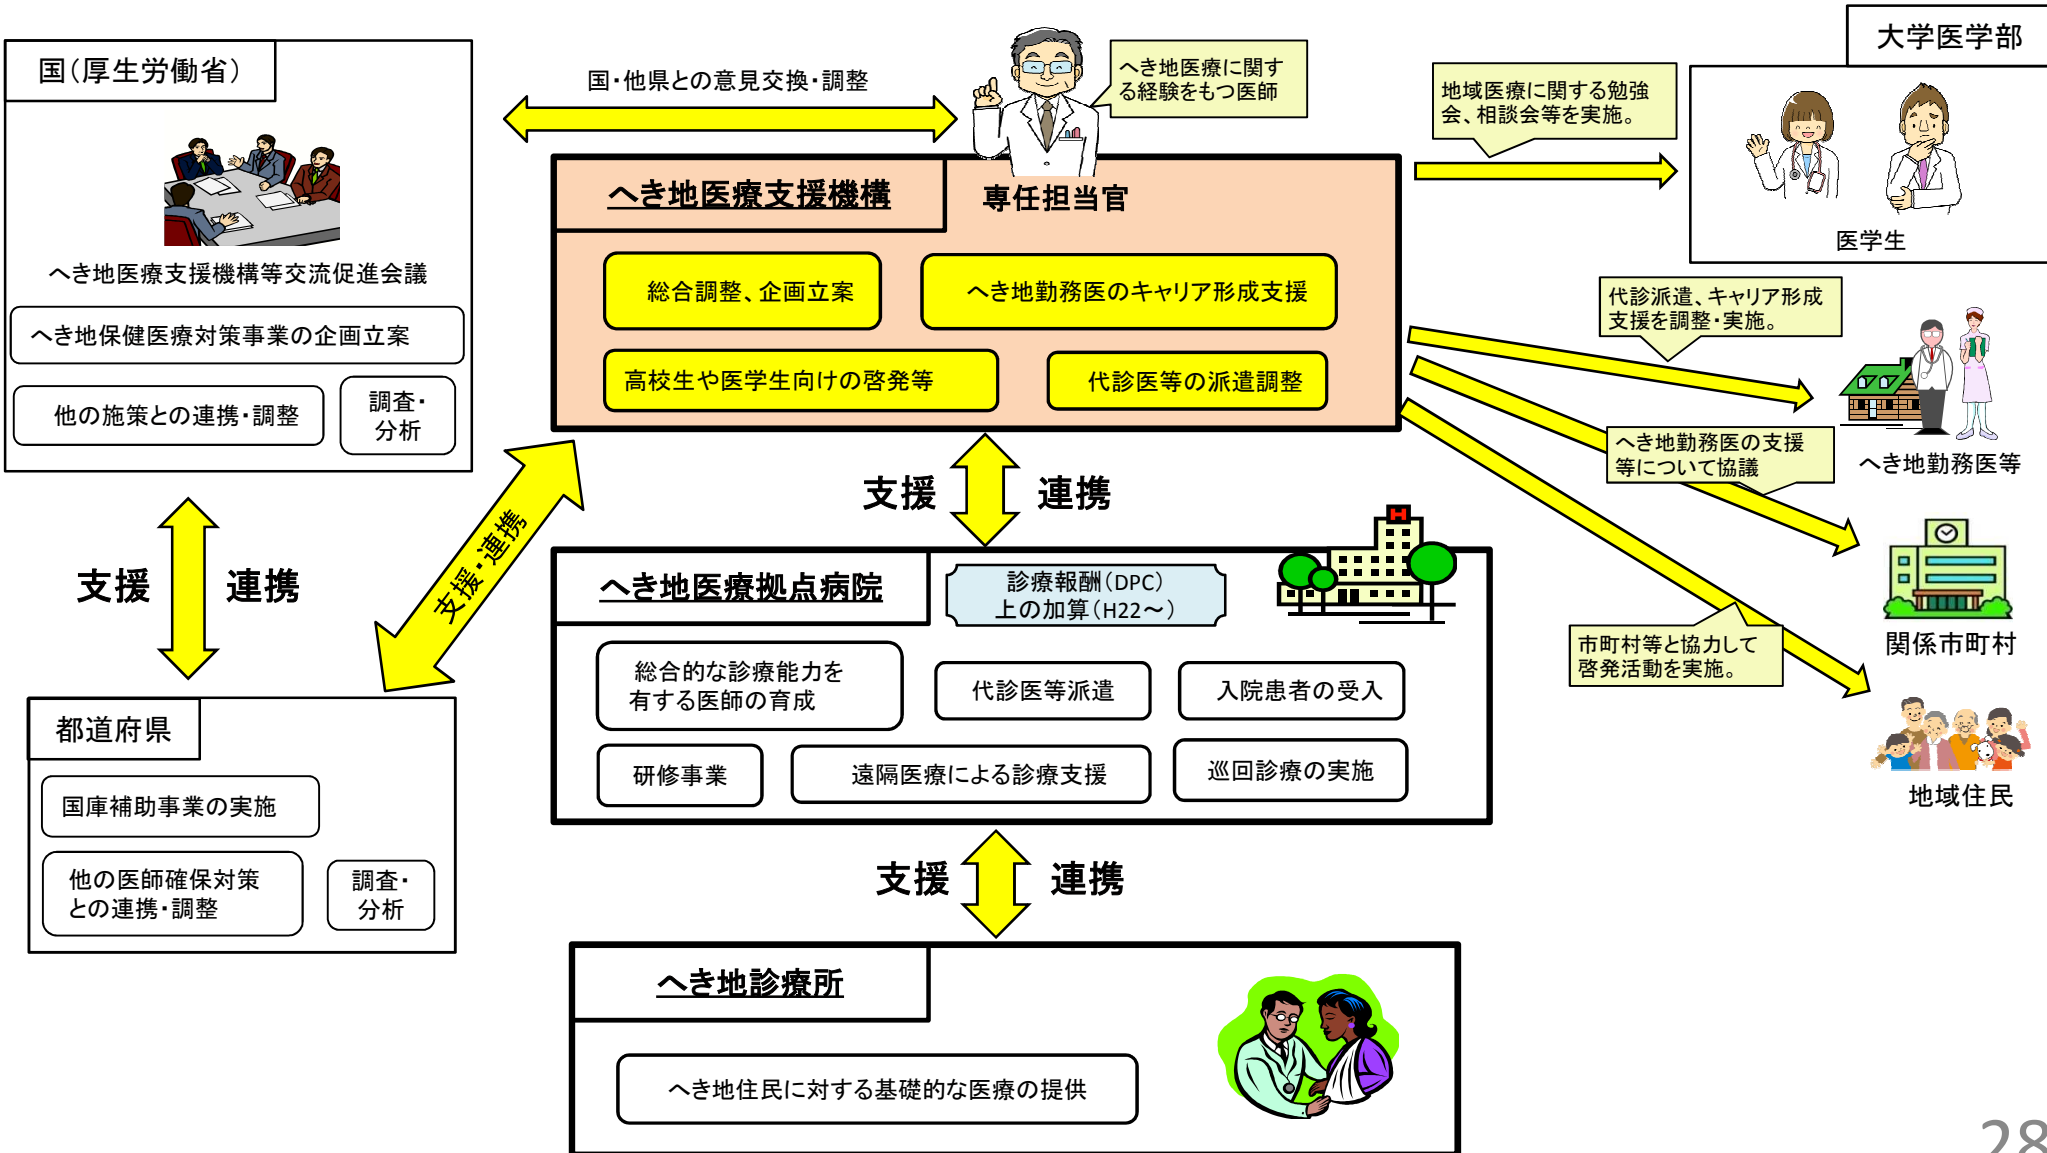 国(厚生労働省)
へき地医療支援機構等交流促進会議
へき地保健医療対策事業の企画立案
他の施策との連携・調整
調査・
分析
国・他県との意見交換・調整
へき地医療に関す
る経験をもつ医師
へき地医療支援機構
専任担当官
総合調整、企画立案
へき地勤務医のキャリア形成支援
高校生や医学生向けの啓発等
代診医等の派遣調整
地域医療に関する勉強
会、相談会等を実施。
大学医学部
医学生
代診派遣、キャリア形成
支援を調整・実施。
へき地勤務医等
へき地勤務医の支援
等について協議
関係市町村
市町村等と協力して
啓発活動を実施。
地域住民
支援
連携
支援・連携
支援
連携
都道府県
国庫補助事業の実施
他の医師確保対策
との連携・調整
調査・
分析
へき地医療拠点病院
診療報酬(DPC)
上の加算(H22~)
総合的な診療能力を
有する医師の育成
代診医等派遣
入院患者の受入
研修事業
遠隔医療による診療支援
巡回診療の実施
支援
連携
へき地診療所
へき地住民に対する基礎的な医療の提供
28